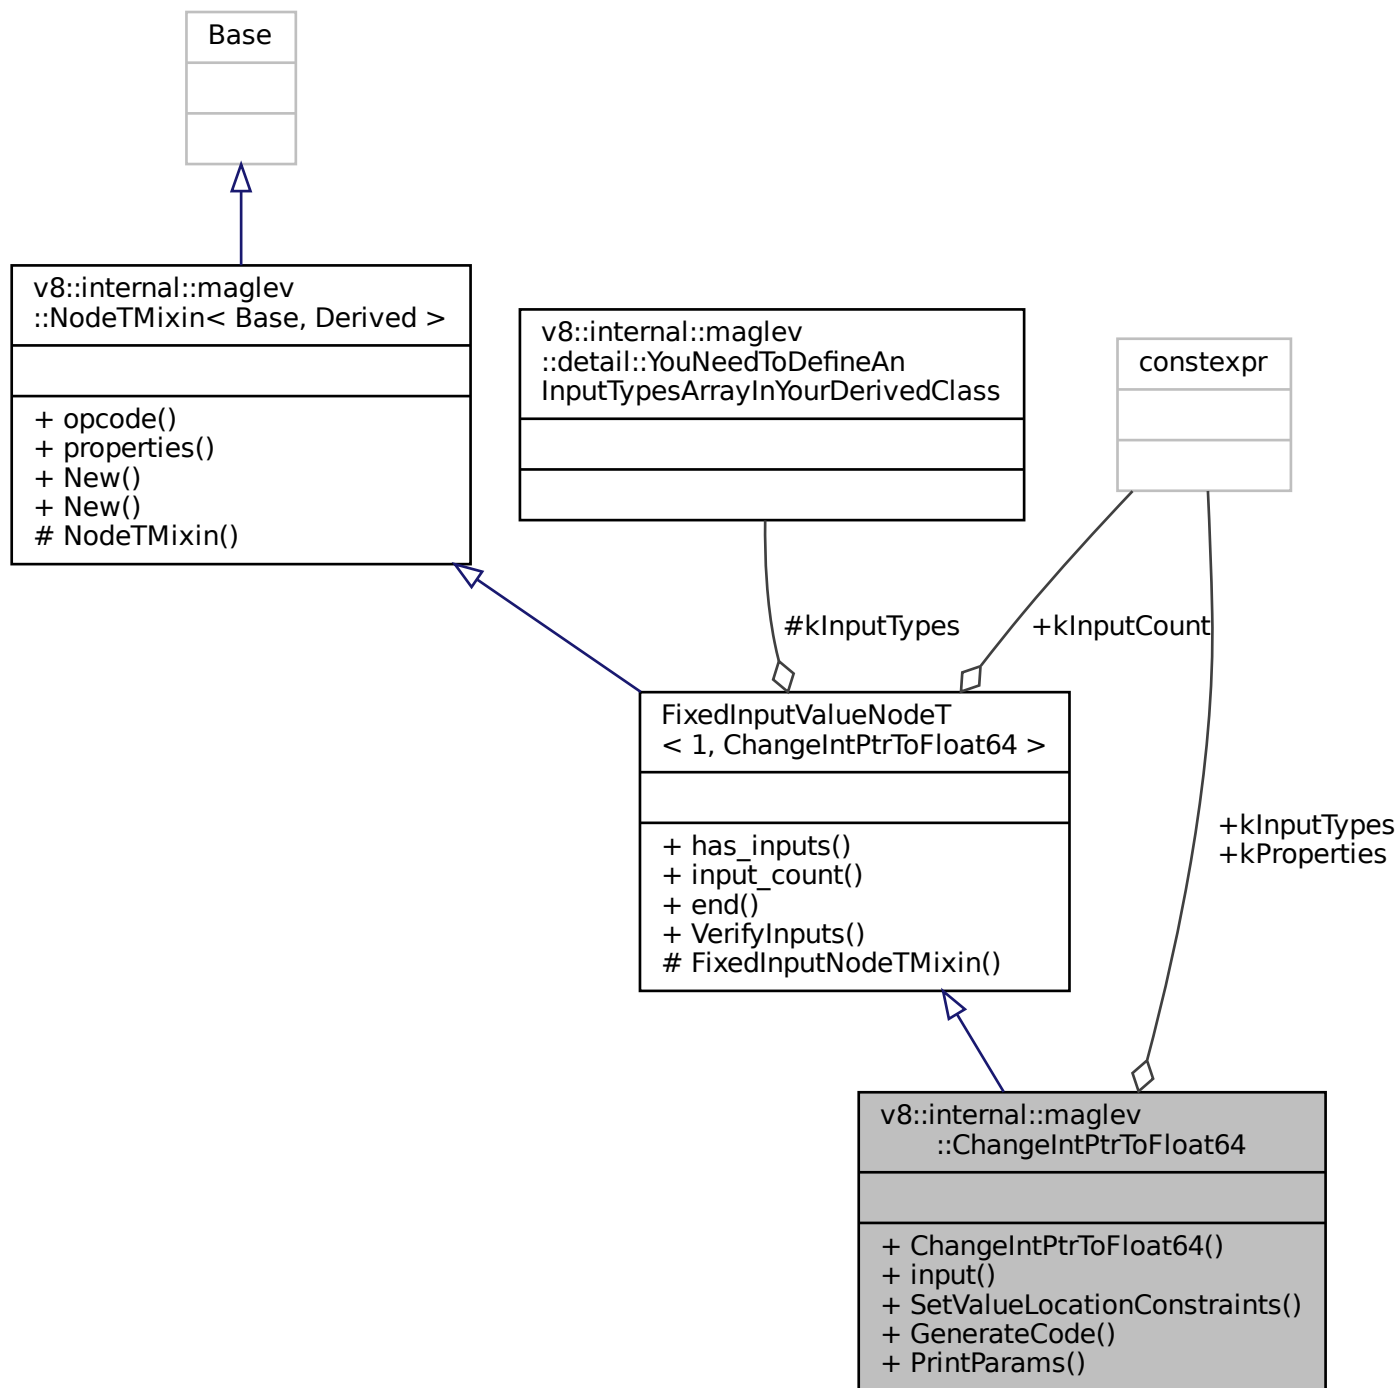 Base
v8::internal::maglev
::NodeTMixin< Base, Derived >
+ opcode()
+ properties()
+ New()
+ New()
# NodeTMixin()
v8::internal::maglev
::detail::YouNeedToDefineAn
InputTypesArrayInYourDerivedClass
constexpr
#kInputTypes
+kInputCount
FixedInputValueNodeT
< 1, ChangeIntPtrToFloat64 >
+ has_inputs()
+ input_count()
+ end()
+ VerifyInputs()
# FixedInputNodeTMixin()
+kInputTypes
+kProperties
v8::internal::maglev
::ChangeIntPtrToFloat64
+ ChangeIntPtrToFloat64()
+ input()
+ SetValueLocationConstraints()
+ GenerateCode()
+ PrintParams()